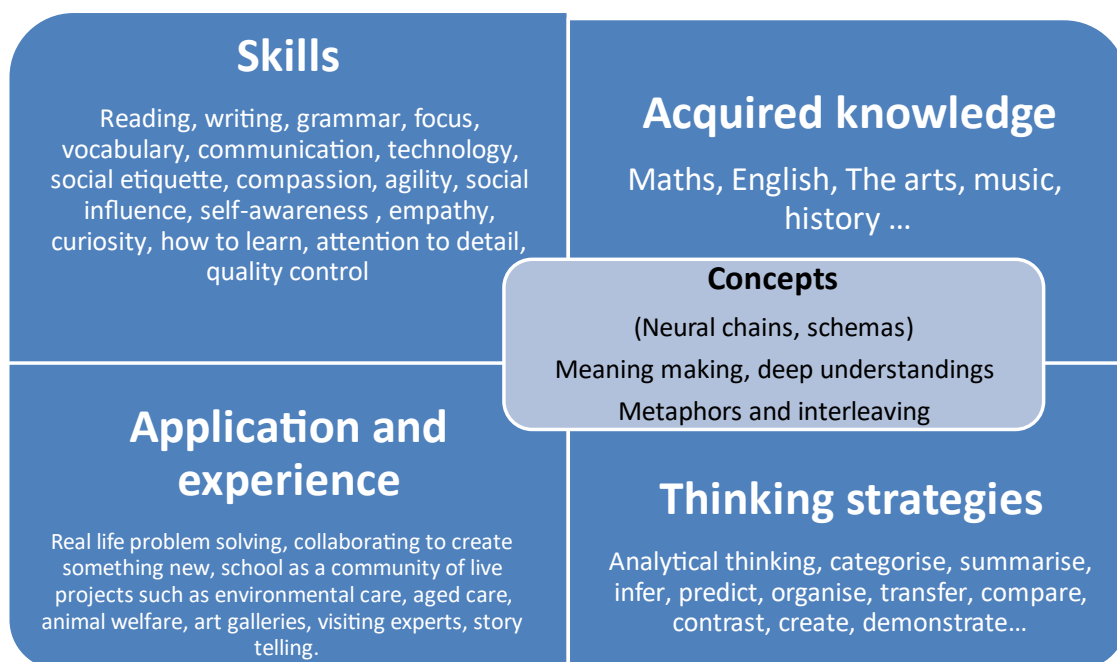 Skills
Reading, writing, grammar, focus,
vocabulary, communication, technology,
social etiquette, compassion, agility, social
influence, self-awareness , empathy,
curiosity, how to learn, attention to detail,
quality control
Acquired knowledge
Maths, English, The arts, music,
history ...
Concepts
(Neural chains, schemas)
Meaning making, deep understandings
Metaphors and interleaving
Application and
experience
Real life problem solving, collaborating to create
something new, school as a community of live
projects such as environmental care, aged care,
animal welfare, art galleries, visiting experts, story
telling.
Thinking strategies
Analytical thinking, categorise, summarise,
infer, predict, organise, transfer, compare,
contrast, create, demonstrate...